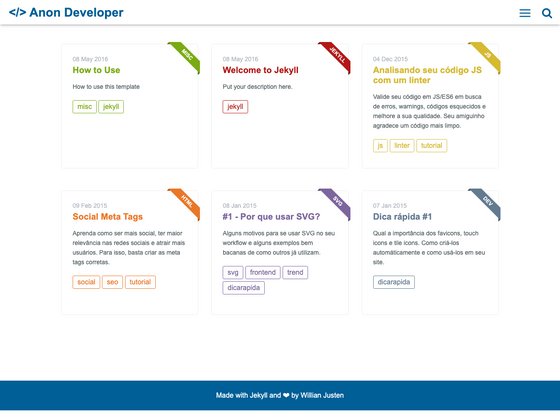 </> Anon Developer
MISC
08 May 2016
How to Use
How to use this template
misc
jekyll
JEKYLL
08 May 2016
Welcome to Jekyll
Put your description here.
jekyll
JS
04 Dec 2015
Analisando seu código JS
com um linter
Valide seu código em JS/ES6 em busca
de erros, warnings, códigos esquecidos e
melhore a sua qualidade. Seu amiguinho
agradece um código mais limpo.
js
linter
tutorial
HTML
09 Feb 2015
Social Meta Tags
Aprenda como ser mais social, ter maior
relevância nas redes sociais e atrair mais
usuários. Para isso, basta criar as meta
tags corretas.
social
seo
tutorial
SVG
08 Jan 2015
#1 - Por que usar SVG?
Alguns motivos para se usar SVG no seu
workflow e alguns exemplos bem
bacanas de como outros já utilizam.
svg
frontend
trend
dicarapida
DEV
07 Jan 2015
Dica rápida #1
Qual a importância dos favicons, touch
icons e tile icons. Como criá-los
automáticamente e como usá-los em seu
site.
dicarapida
Made with Jekyll and ❤ by Willian Justen